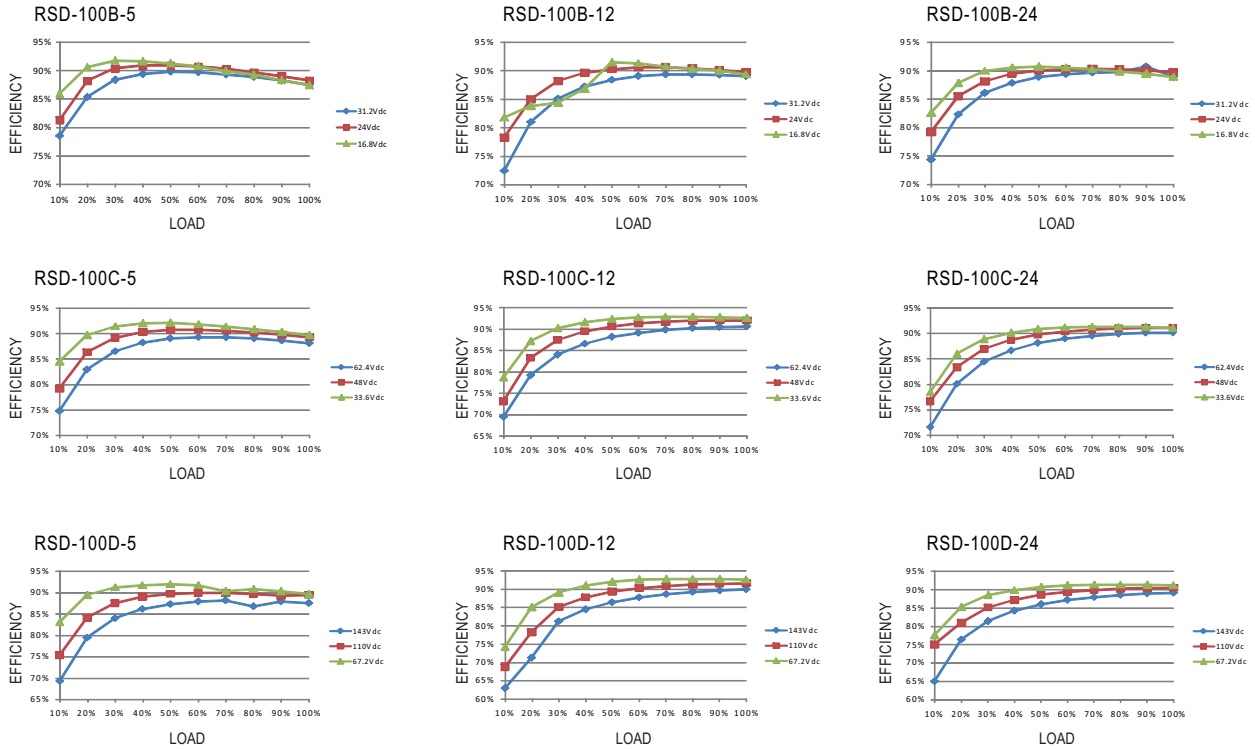 RSD-100B-5
95%
90%
85%
80%
75%
70%
EFFICIENCY
10% 20% 30% 40% 50% 60% 70% 80% 90% 100%
LOAD
31.2Vdc
24Vdc
16.8Vdc
RSD-100B-12
95%
90%
85%
80%
75%
70%
EFFICIENCY
10% 20% 30% 40% 50% 60% 70% 80% 90% 100%
LOAD
31.2Vdc
24Vdc
16.8Vdc
RSD-100B-24
95%
90%
85%
80%
75%
70%
EFFICIENCY
10% 20% 30% 40% 50% 60% 70% 80% 90% 100%
LOAD
31.2Vdc
24Vdc
16.8Vdc
RSD-100C-5
95%
90%
85%
80%
75%
70%
EFFICIENCY
10% 20% 30% 40% 50% 60% 70% 80% 90% 100%
LOAD
62.4Vdc
48Vdc
33.6Vdc
RSD-100C-12
95%
90%
85%
80%
75%
70%
65%
EFFICIENCY
10% 20% 30% 40% 50% 60% 70% 80% 90% 100%
LOAD
62.4Vdc
48Vdc
33.6Vdc
RSD-100C-24
95%
90%
85%
80%
75%
70%
EFFICIENCY
10% 20% 30% 40% 50% 60% 70% 80% 90% 100%
LOAD
62.4Vdc
48Vdc
33.6Vdc
RSD-100D-5
95%
90%
85%
80%
75%
70%
65%
EFFICIENCY
10% 20% 30% 40% 50% 60% 70% 80% 90% 100%
LOAD
143Vdc
110Vdc
67.2Vdc
RSD-100D-12
95%
90%
85%
80%
75%
70%
65%
60%
EFFICIENCY
10% 20% 30% 40% 50% 60% 70% 80% 90% 100%
LOAD
143Vdc
110Vdc
67.2Vdc
RSD-100D-24
95%
90%
85%
80%
75%
70%
65%
60%
EFFICIENCY
10% 20% 30% 40% 50% 60% 70% 80% 90% 100%
LOAD
143Vdc
110Vdc
67.2Vdc